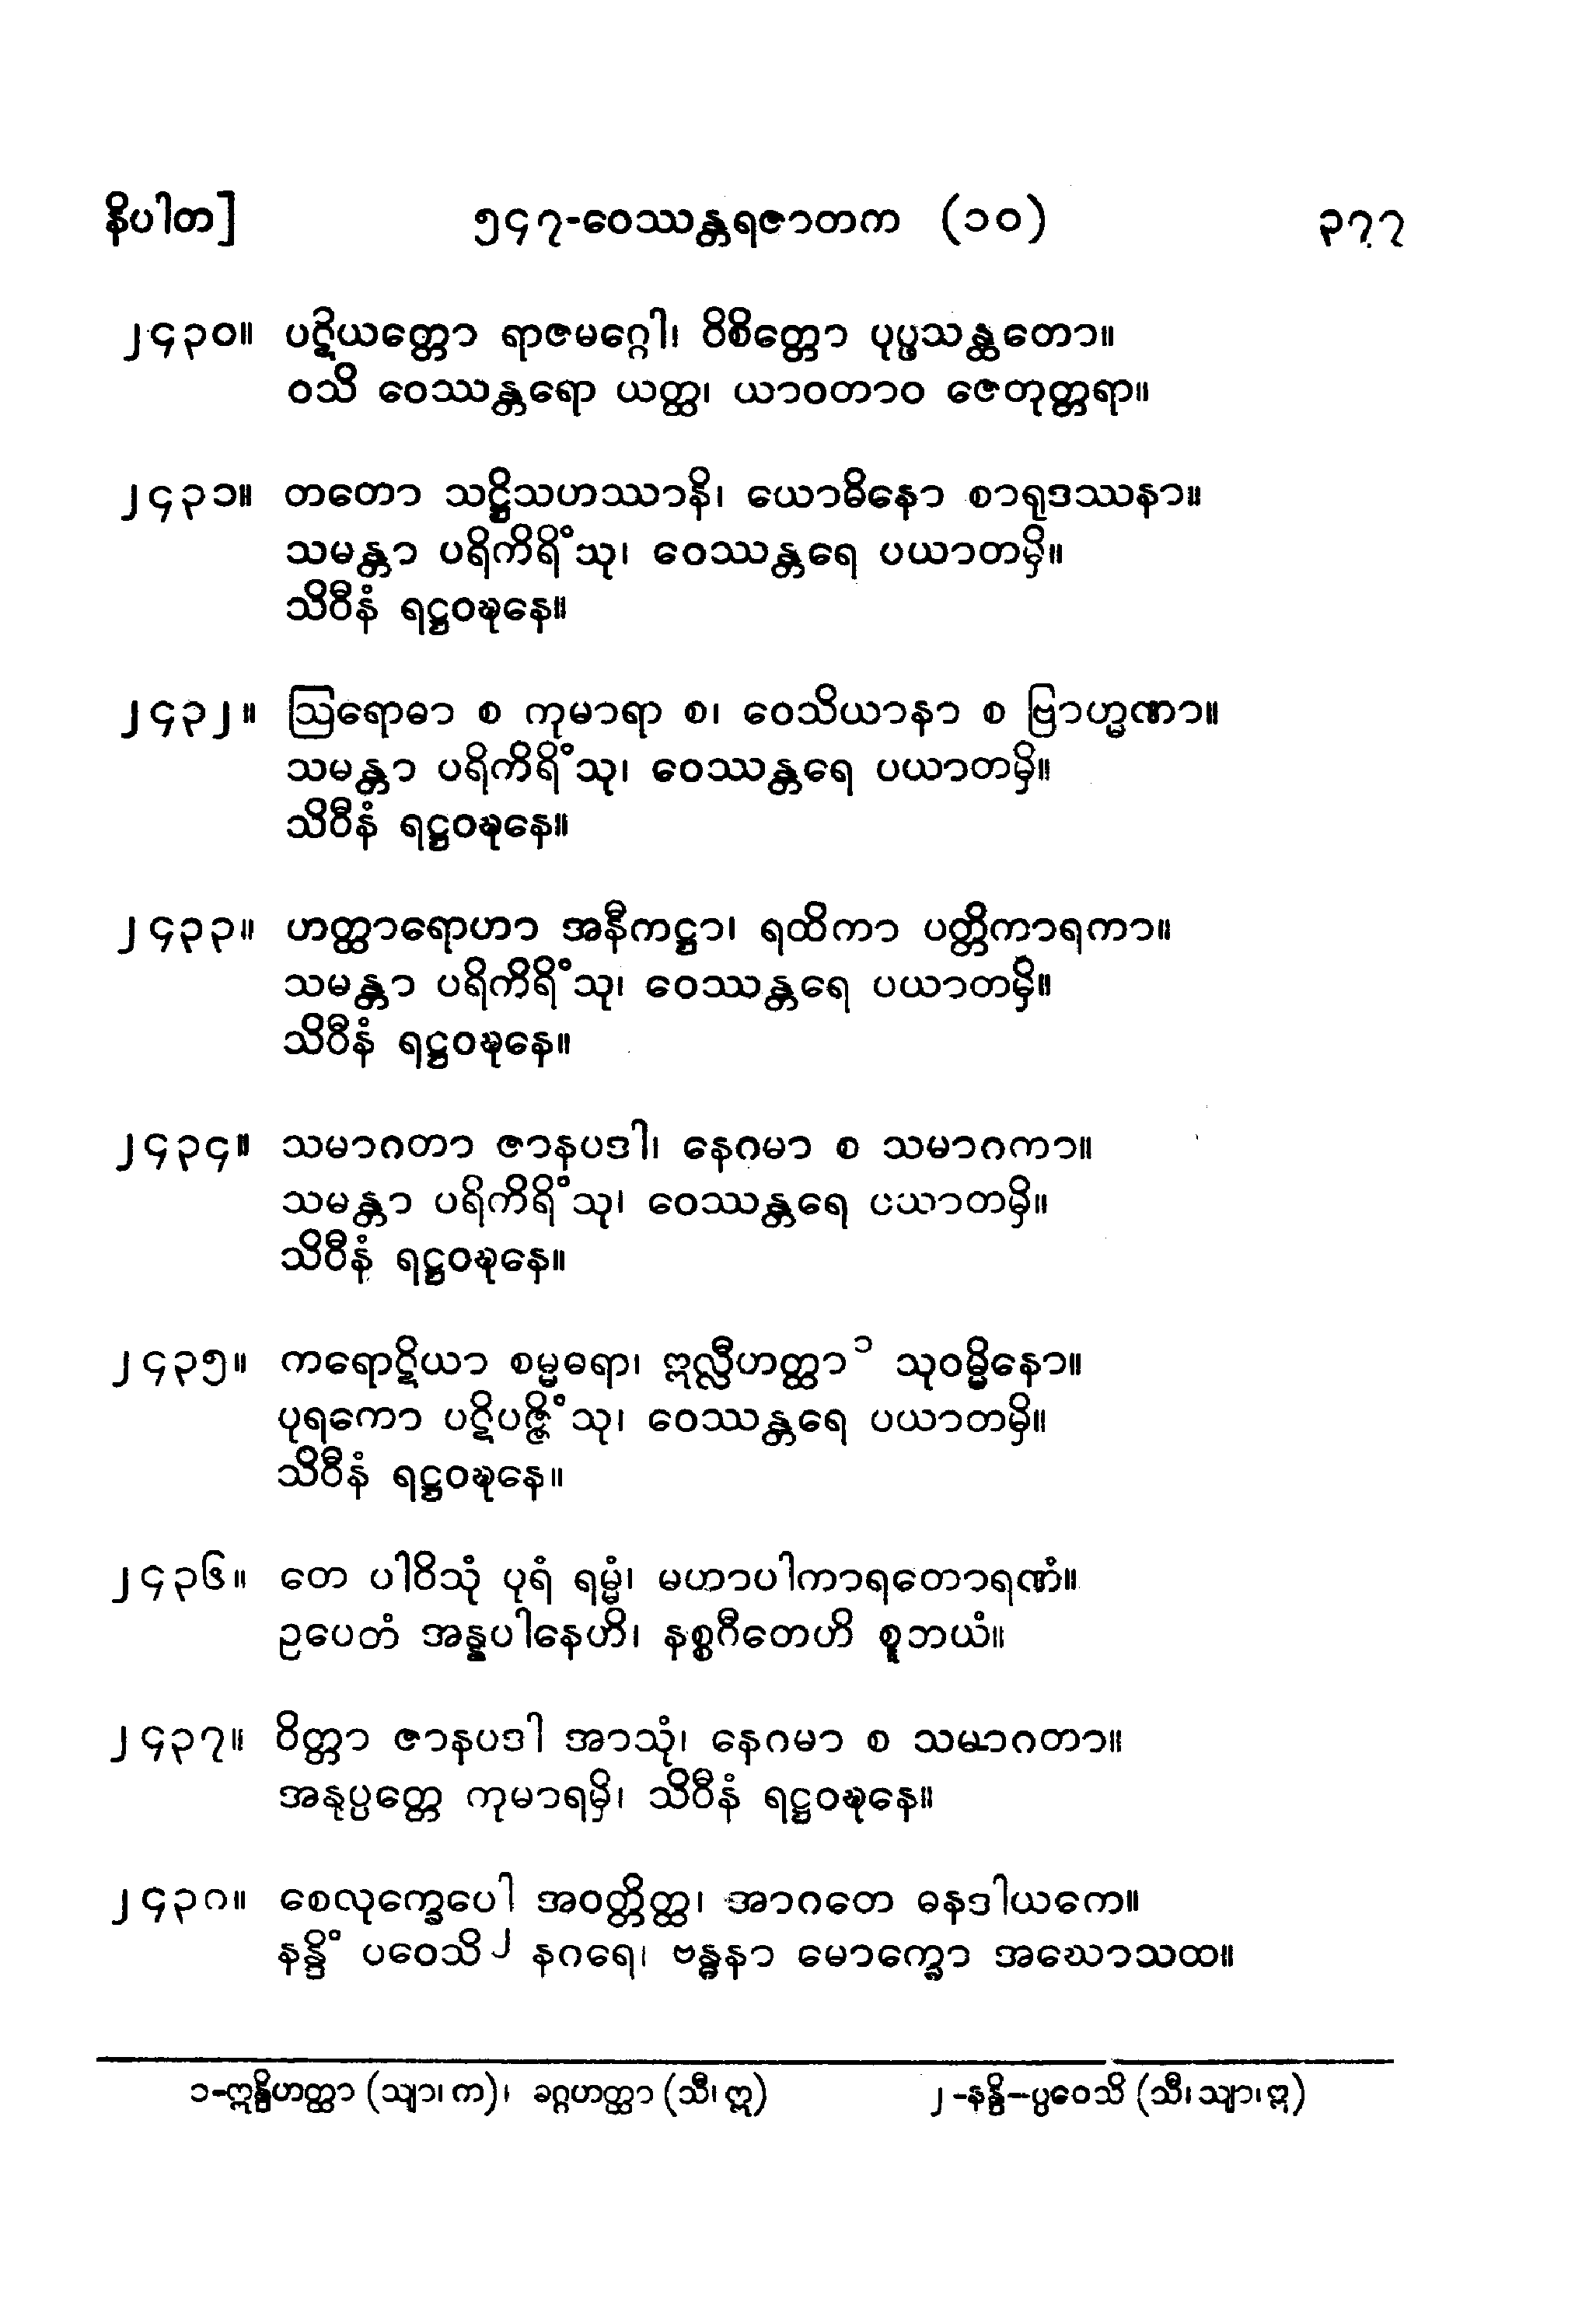 နိပါတ]	၅၄၇-ဝေဿန္တရဇာတက (၁၀)	၃၇၇
၂၄၃၀။ ပဋိယတ္တော ရာဇမဂ္ဂေါ၊ ဝိစိတ္တော ပုပ္ဖသန္ထတော။
ဝသိ ဝေဿန္တရော ယတ္ထ၊ ယာဝတာဝ ဇေတုတ္တရာ။
၂၄၃၁။ တတော သဋ္ဌိသဟဿာနိ၊ ယောဓိနော စာရုဒဿနာ။
သမန္တာ ပရိကိရိံသု၊ ဝေဿန္တရေ ပယာတမှိ။
သိဝီနံ ရဋ္ဌဝဍ္ဎနေ။
၂၄၃၂။ ဩရောဓာ စ ကုမာရာ စ၊ ဝေသိယာနာ စ ဗြာဟ္မဏာ။
သမန္တာ ပရိကိရိံသု၊ ဝေဿန္တရေ ပယာတမှိ။
သိဝီနံ ရဋ္ဌဝဍ္ဎနေ။
၂၄၃၃။ ဟတ္ထာရောဟာ အနီကဋ္ဌာ၊ ရထိကာ ပတ္တိကာရကာ။
သမန္တာ ပရိကိရိံသု၊ ဝေဿန္တရေ ပယာတမှိ။
သိဝီနံ ရဋ္ဌဝဍ္ဎနေ။
၂၄၃၄။ သမာဂတာ ဇာနပဒါ၊ နေဂမာ စ သမာဂကာ။
သမန္တာ ပရိကိရိံသု၊ ဝေဿန္တရေ ပယာတမှိ။
သိဝီနံ ရဋ္ဌဝဍ္ဎနေ။
၂၄၃၅။ ကရောဋိယာ စမ္မဓရာ၊ ဣလ္လီဟတ္ထာ ၁ သုဝမ္မိနော။
ပုရကော ပဋိပဇ္ဇိံသု၊ ဝေဿန္တရေ ပယာတမှိ။
သိဝီနံ ရဋ္ဌဝဍ္ဎနေ။
၂၄၃၆။ တေ ပါဝိသုံ ပုရံ ရမ္မံ၊ မဟာပါကာရတောရဏံ။
ဥပေတံ အန္နပါနေဟိ၊ နစ္စဂီတေဟိ စူဘယံ။
၂၄၃၇။ ဝိတ္တာ ဇာနပဒါ အာသုံ၊ နေဂမာ စ သမာဂတာ။
အနုပ္ပတ္တေ ကုမာရမှိ၊ သိဝီနံ ရဋ္ဌဝဍ္ဎနေ။
၂၄၃၈။ စေလုက္ခေပေါ အဝတ္တိတ္ထ၊ အာဂတေ ဓနဒါယကေ။
နန္ဒိံ ပဝေသိ ၂ နဂရေ၊ ဗန္ဓနာ မောက္ခော အဃောသထ။
၁-ဣန္ဒိဟတ္ထာ (သျာ၊ က)၊ ခဂ္ဂဟတ္ထာ (သီ၊ ဣ)	၂-နန္ဒိ-ပ္ပဝေသိ (သီ၊ သျာ၊ ဣ)